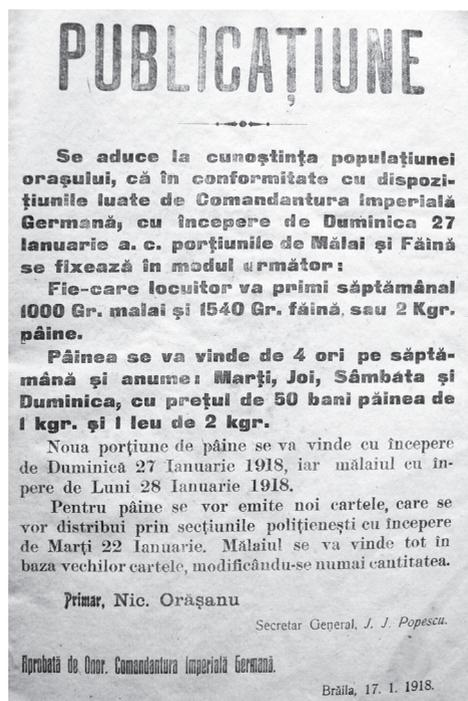 PUBLICAȚIUNE
Se aduce la cunoștința populațiunei
orașului, că în conformitate cu dispozi-
țiunile luate de Comandantura Imperială
Germană, cu începere de Duminica 27
Ianuarie a. c. porțiunile de Mălai și Făină
se fixează în modul următor:
Fie-care locuitor va primi săptămânal
1000 Gr. malai și 1540 Gr. făină, sau 2 Kgr.
pâine.
Pâinea se va vinde de 4 ori pe săptă-
mână și anume: Marți, Joi, Sâmbăta și
Duminica, cu prețul de 50 bani păinea de
1 kgr. și 1 leu de 2 kgr.
Noua porțiune de pâine se va vinde cu începere
de Duminică 27 Ianuarie 1918, iar mălaiul cu în-
pere de Luni 28 Ianuarie 1918.
Pentru pâine se vor emite noi cartele, care se
vor distribui prin secțiunile polițienești cu începere
de Marți 22 Ianuarie. Mălaiul se va vinde tot în
baza vechilor cartele, modificându-se numai cantitatea.
Primar, Nic. Orășanu
Secretar General, J. J. Popescu.
Aprobată de Onor. Comandantura Imperială Germană.
Brăila, 17. 1. 1918.